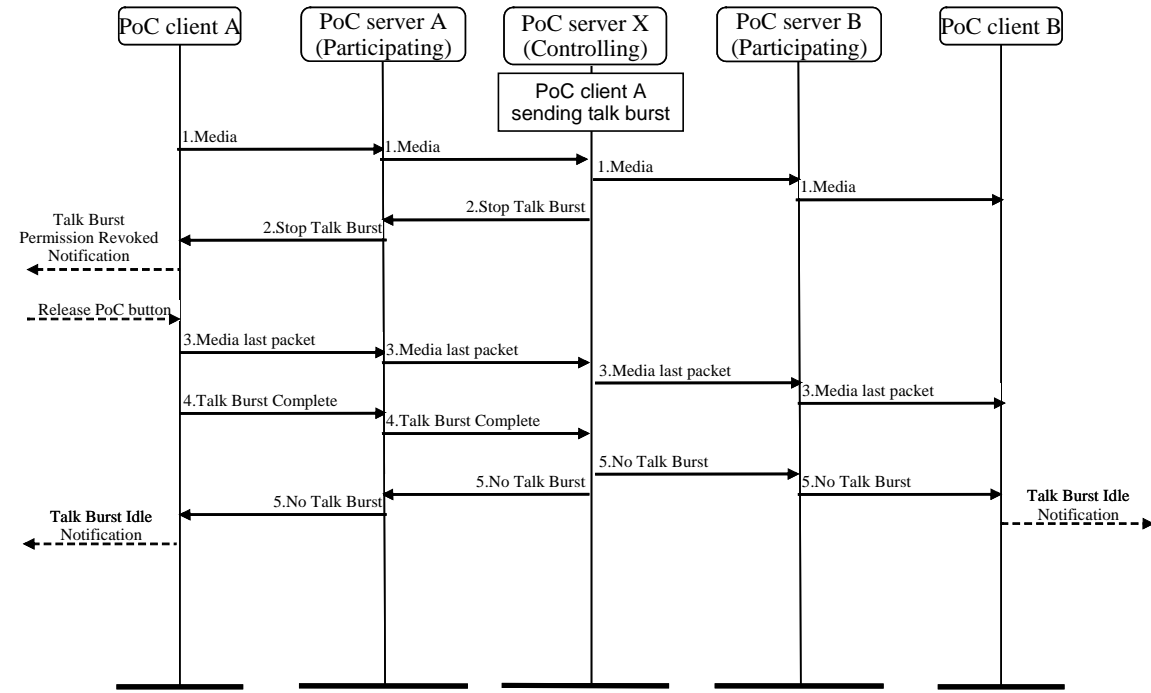 PoC client A
PoC server A
(Participating)
PoC server X
(Controlling)
PoC server B
(Participating)
PoC client B
PoC client A
sending talk burst
1.Media
1.Media
1.Media
1.Media
2.Stop Talk Burst
2.Stop Talk Burst
Talk Burst
Permission Revoked
Notification
Release PoC button
3.Media last packet
3.Media last packet
3.Media last packet
3.Media last packet
4.Talk Burst Complete
4.Talk Burst Complete
5.No Talk Burst
5.No Talk Burst
5.No Talk Burst
5.No Talk Burst
Talk Burst Idle
Notification
Talk Burst Idle
Notification